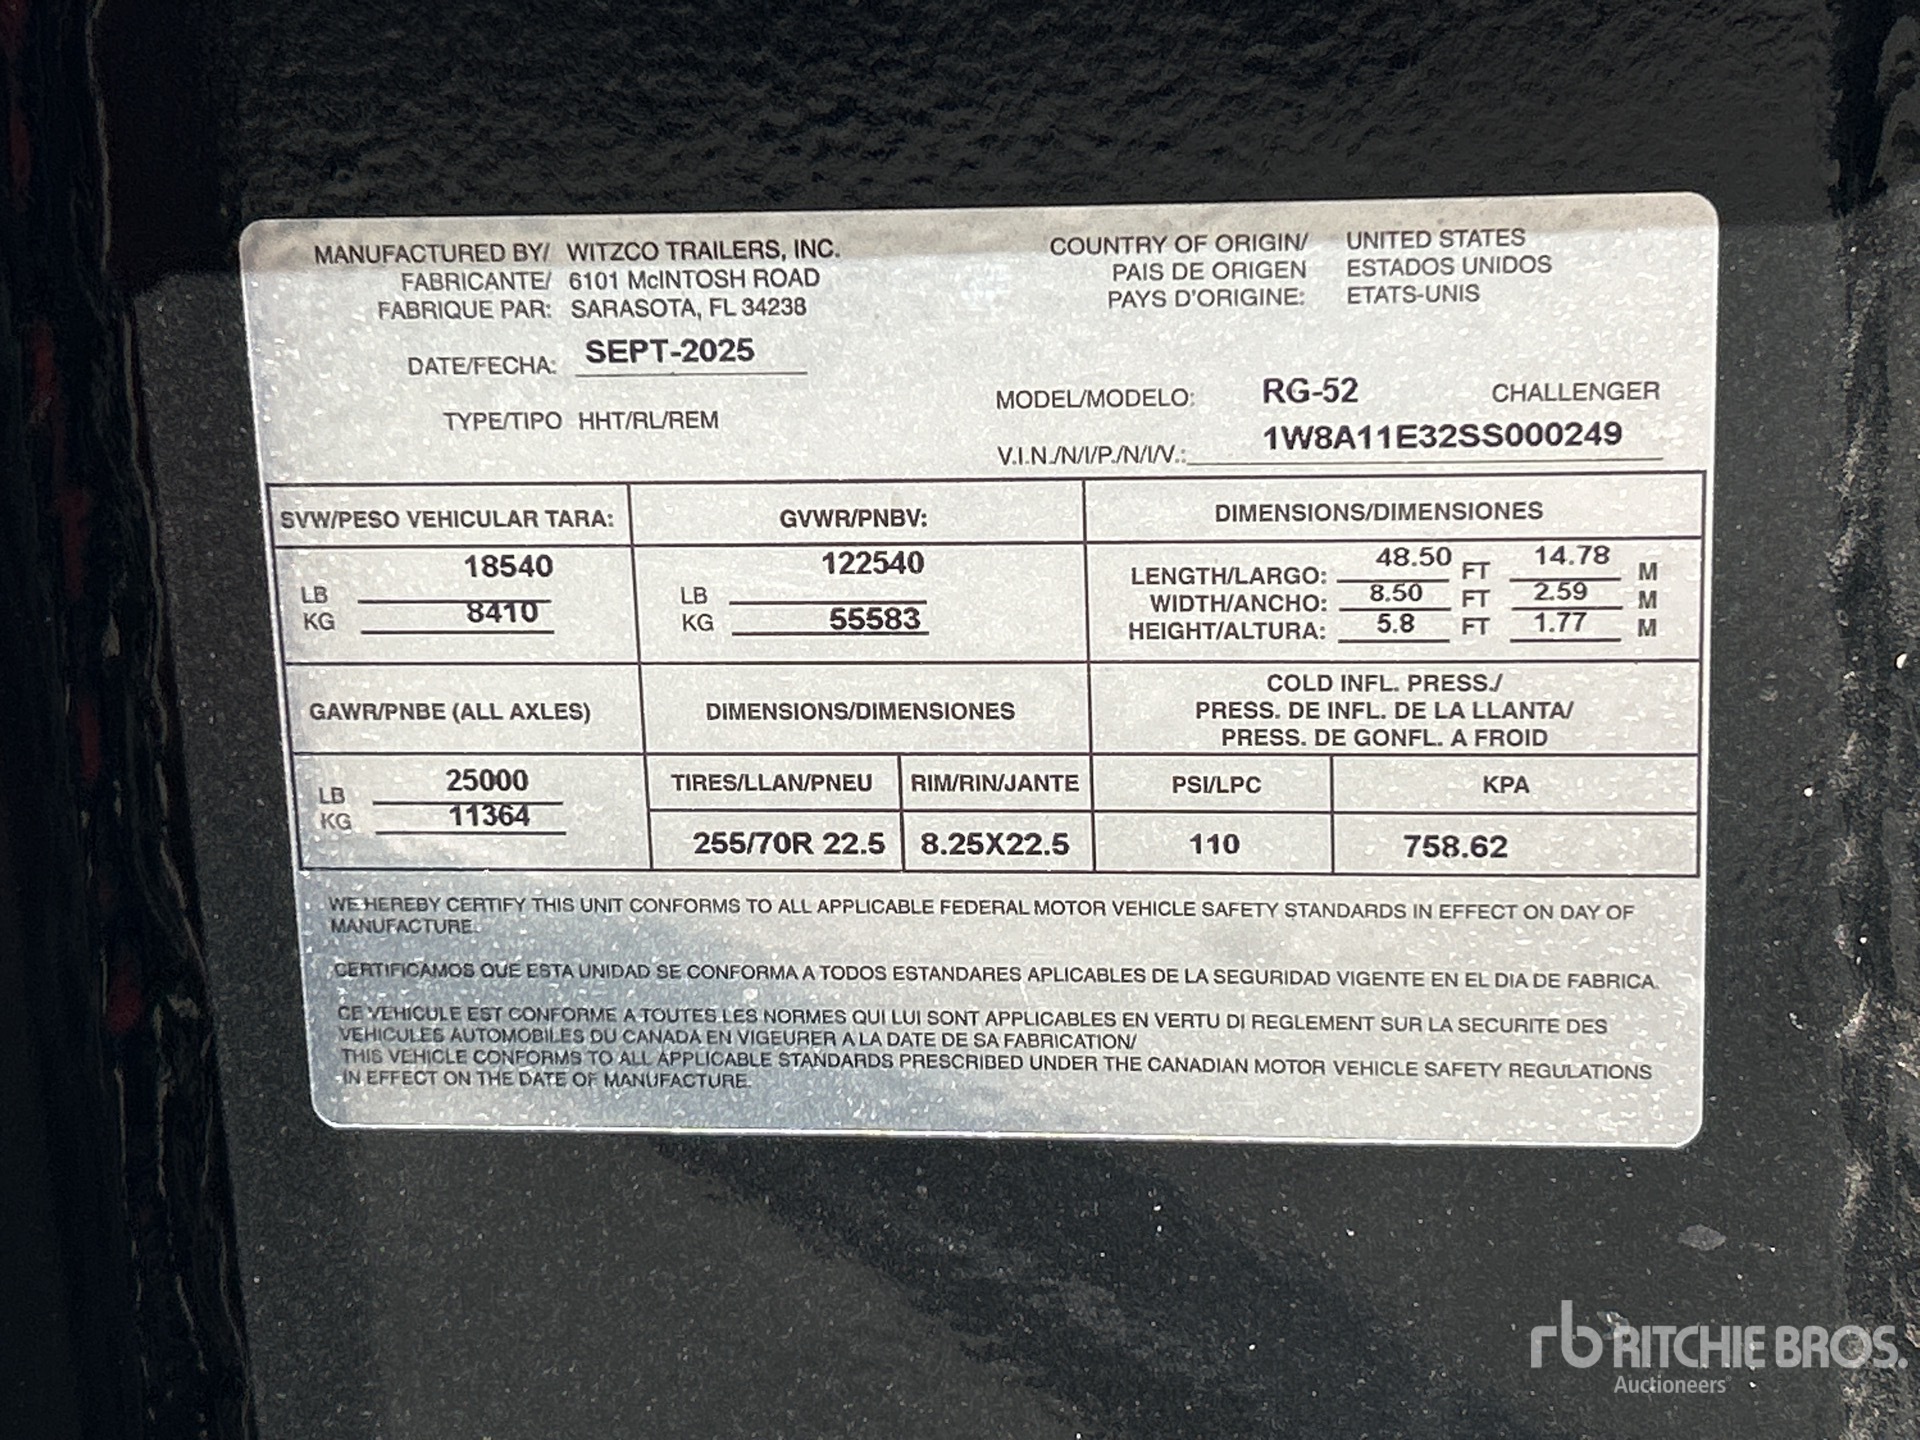 MANUFACTURED BY/ WITZCO TRAILERS, INC.
FABRICANTE/ 6101 McINTOSH ROAD
FABRIQUE PAR: SARASOTA, FL 34238
COUNTRY OF ORIGIN/ UNITED STATES
PAIS DE ORIGEN ESTADOS UNIDOS
PAYS D'ORIGINE: ETATS-UNIS
DATE/FECHA: SEPT-2025
TYPE/TIPO HHT/RL/REM
MODEL/MODELO: RG-52 CHALLENGER
V.I.N./N/I/P./N/I/V.: 1W8A11E32SS000249
SVW/PESO VEHICULAR TARA: GVWR/PNBV: DIMENSIONS/DIMENSIONES
LB 18540
KG 8410
LB 122540
KG 55583
LENGTH/LARGO: 48.50 FT 14.78 M
WIDTH/ANCHO: 8.50 FT 2.59 M
HEIGHT/ALTURA: 5.8 FT 1.77 M
GAWR/PNBE (ALL AXLES)
DIMENSIONS/DIMENSIONES
COLD INFL. PRESS./
PRESS. DE INFL. DE LA LLANTA/
PRESS. DE GONFL. A FROID
LB 25000
KG 11364
TIRES/LLAN/PNEU RIM/RIN/JANTE PSI/LPC KPA
255/70R 22.5 8.25X22.5 110 758.62
WE HEREBY CERTIFY THIS UNIT CONFORMS TO ALL APPLICABLE FEDERAL MOTOR VEHICLE SAFETY STANDARDS IN EFFECT ON DAY OF
MANUFACTURE.
CERTIFICAMOS QUE ESTA UNIDAD SE CONFORMA A TODOS ESTANDARES APLICABLES DE LA SEGURIDAD VIGENTE EN EL DIA DE FABRICA.
CE VEHICULE EST CONFORME A TOUTES LES NORMES QUI LUI SONT APPLICABLES EN VERTU DI REGLEMENT SUR LA SECURITE DES
VEHICULES AUTOMOBILES DU CANADA EN VIGEURER A LA DATE DE SA FABRICATION/
THIS VEHICLE CONFORMS TO ALL APPLICABLE STANDARDS PRESCRIBED UNDER THE CANADIAN MOTOR VEHICLE SAFETY REGULATIONS
IN EFFECT ON THE DATE OF MANUFACTURE.
rb RITCHIE BROS.
Auctioneers